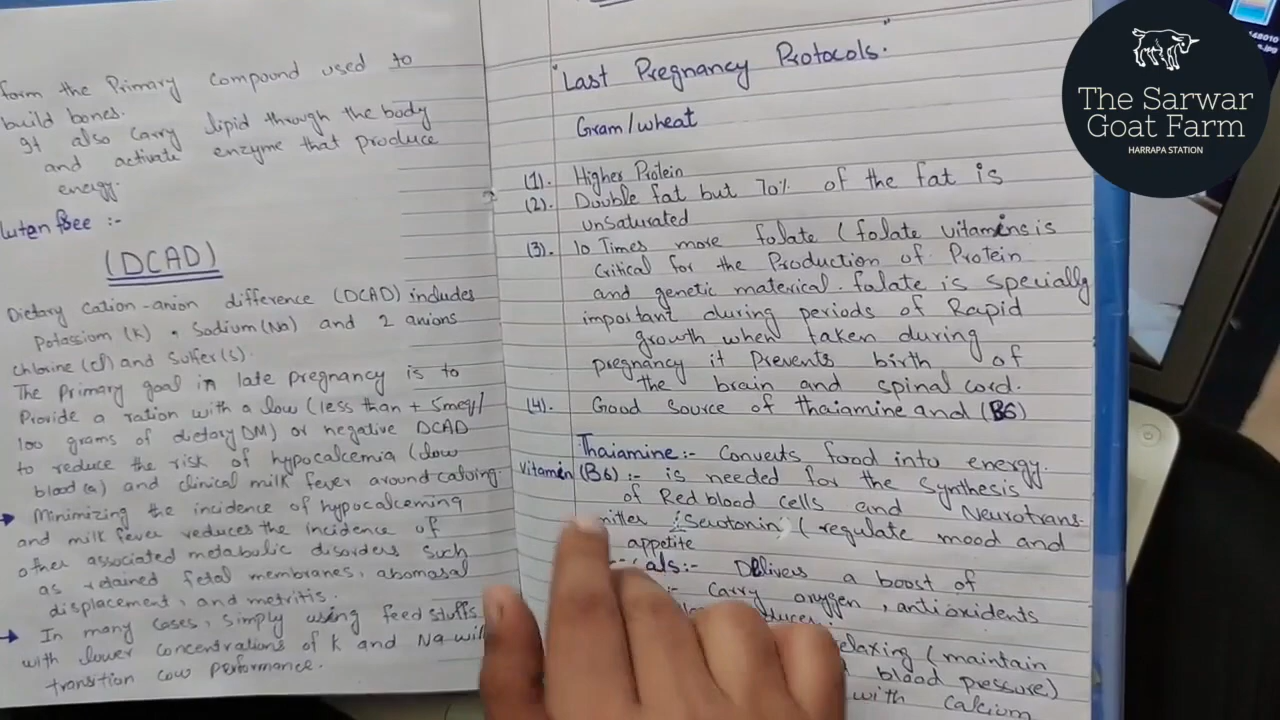 form the Primary Compound used to
build bones.
It also Carry lipid through the body
and activate enzyme that produce
energy.
luten free :-
(DCAD)
Dietary Cation-anion difference (DCAD) includes
Potassiom (K), Sodium (Na) and 2 anions
Chlorine (cl) and Sulfer (s).
The Primary goal in late pregnancy is to
Provide a ration with a low (less than + 5meq/
100 grams of dietary DM) or negative DCAD
to reduce the risk of hypocalcemia (low
blood (a) and clinical milk fever around calving.
→ Minimizing the incidence of hypocalceming
and milk fever reduces the incidence of
other associated metabolic disorders such
as retained fetal membranes, abomasal
displacement, and metritis.
→ In many cases, simply using feed stuffs
with lower concentrations of K and Na will
transition cow performance.
"Last Pregnancy Protocols."
Gram/wheat
(1). Higher Protein
(2). Double fat but 70% of the fat is
unsaturated
(3). 10 Times more folate (folate vitamins is
Critical for the Production of Protein
and genetic materical. folate is specially
important during periods of Rapid
growth when taken during
pregnancy it Prevents birth of
the brain and spinal cord.
(4). Good Source of thaiamine and (B6)
Thaiamine:- Converts food into energy.
Vitamin (B6) :- is needed for the Synthesis
of Red blood cells and Neurotrans-
mitter (Serotonin) (regulate mood and
appetite
als:- Delivers a boost of
:- Carry oxygen, antioxidents
elaxing (maintain
blood pressure)
with calcium
The Sarwar
Goat Farm
HARRAPA STATION